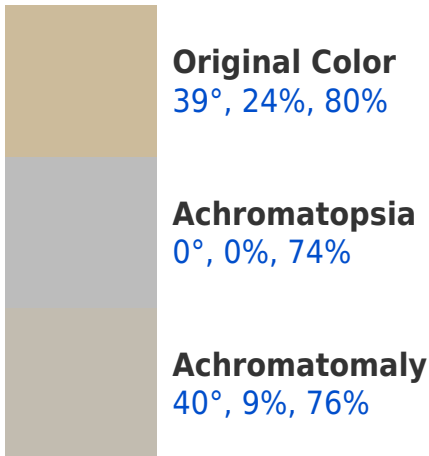 Original Color
39°, 24%, 80%
Achromatopsia
0°, 0%, 74%
Achromatomaly
40°, 9%, 76%